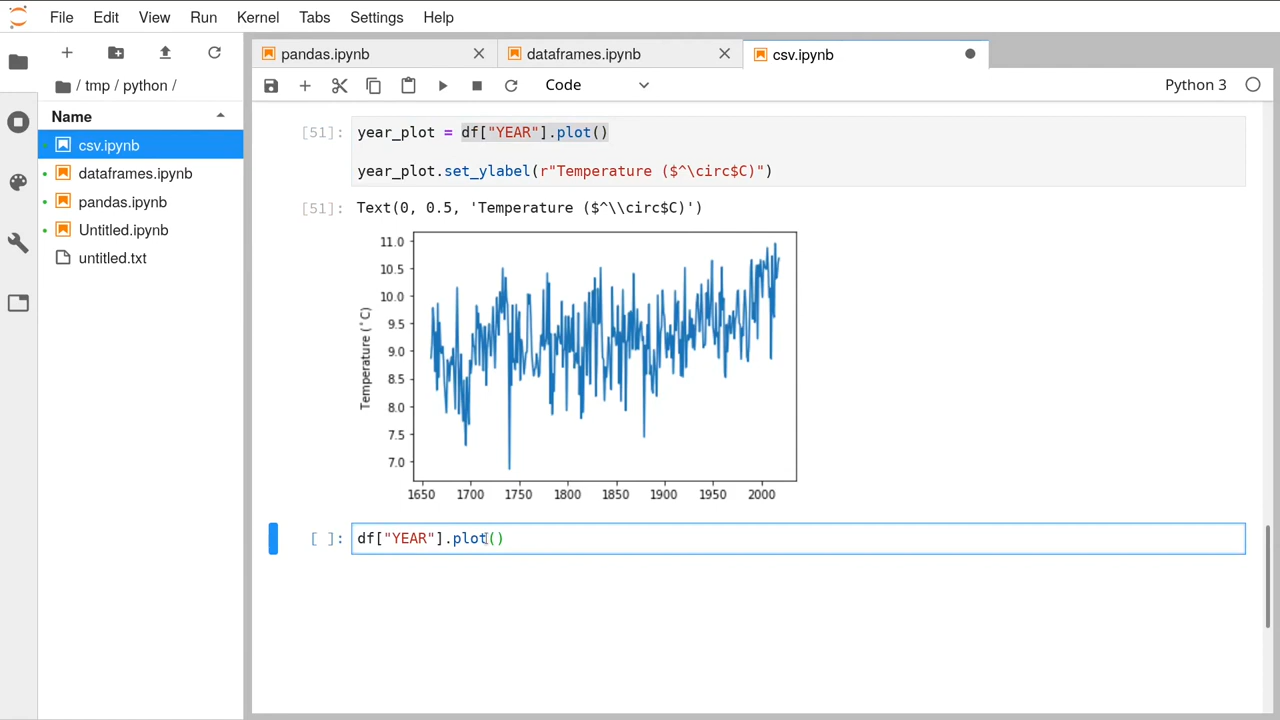 File Edit View Run Kernel Tabs Settings Help
pandas.ipynb dataframes.ipynb csv.ipynb
/ tmp / python /
Code Python 3
Name
csv.ipynb
dataframes.ipynb
pandas.ipynb
Untitled.ipynb
untitled.txt
[51]: year_plot = df["YEAR"].plot()
year_plot.set_ylabel(r"Temperature ($^\circ$C)")
[51]: Text(0, 0.5, 'Temperature ($^\\circ$C)')
11.0
10.5
10.0
9.5
9.0
8.5
8.0
7.5
7.0
Temperature (°C)
1650 1700 1750 1800 1850 1900 1950 2000
[ ]: df["YEAR"].plot()